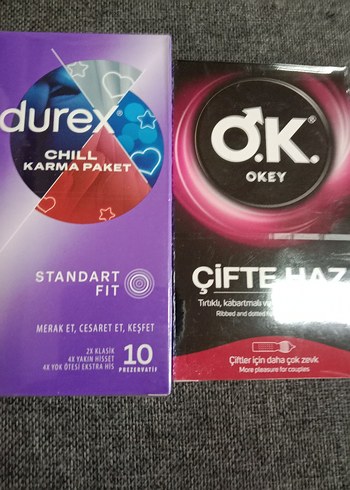 durex
CHILL
KARMA PAKET
STANDART
FIT
MERAK ET, CESARET ET, KEŞFET
2X KLASİK
4X YAKIN HİSSET
4X YOK ÖTESİ EKSTRA HİS
10
PREZERVATİF
O.K.®
OKEY
ÇİFTE HAZ
Tırtıklı, kabartmalı
Ribbed and dotted
Çiftler için daha çok zevk
More pleasure for couples